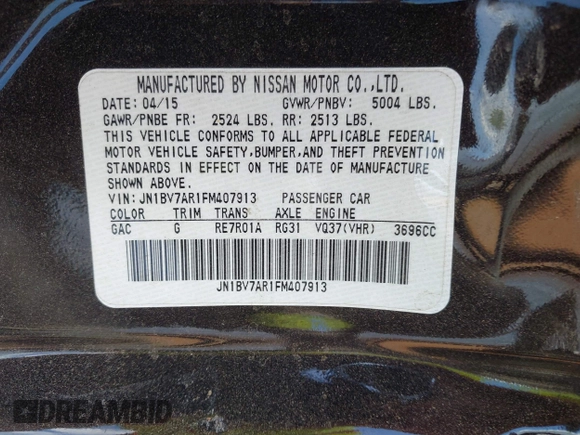 MANUFACTURED BY NISSAN MOTOR CO.,LTD.
DATE: 04/15 GVWR/PNBV: 5004 LBS.
GAWR/PNBE FR: 2524 LBS. RR: 2513 LBS.
THIS VEHICLE CONFORMS TO ALL APPLICABLE FEDERAL
MOTOR VEHICLE SAFETY,BUMPER,AND THEFT PREVENTION
STANDARDS IN EFFECT ON THE DATE OF MANUFACTURE
SHOWN ABOVE.
VIN: JN1BV7AR1FM407913 PASSENGER CAR
COLOR TRIM TRANS AXLE ENGINE
GAC G RE7R01A RG31 VQ37(VHR) 3696CC
JN1BV7AR1FM407913
DREAMBID